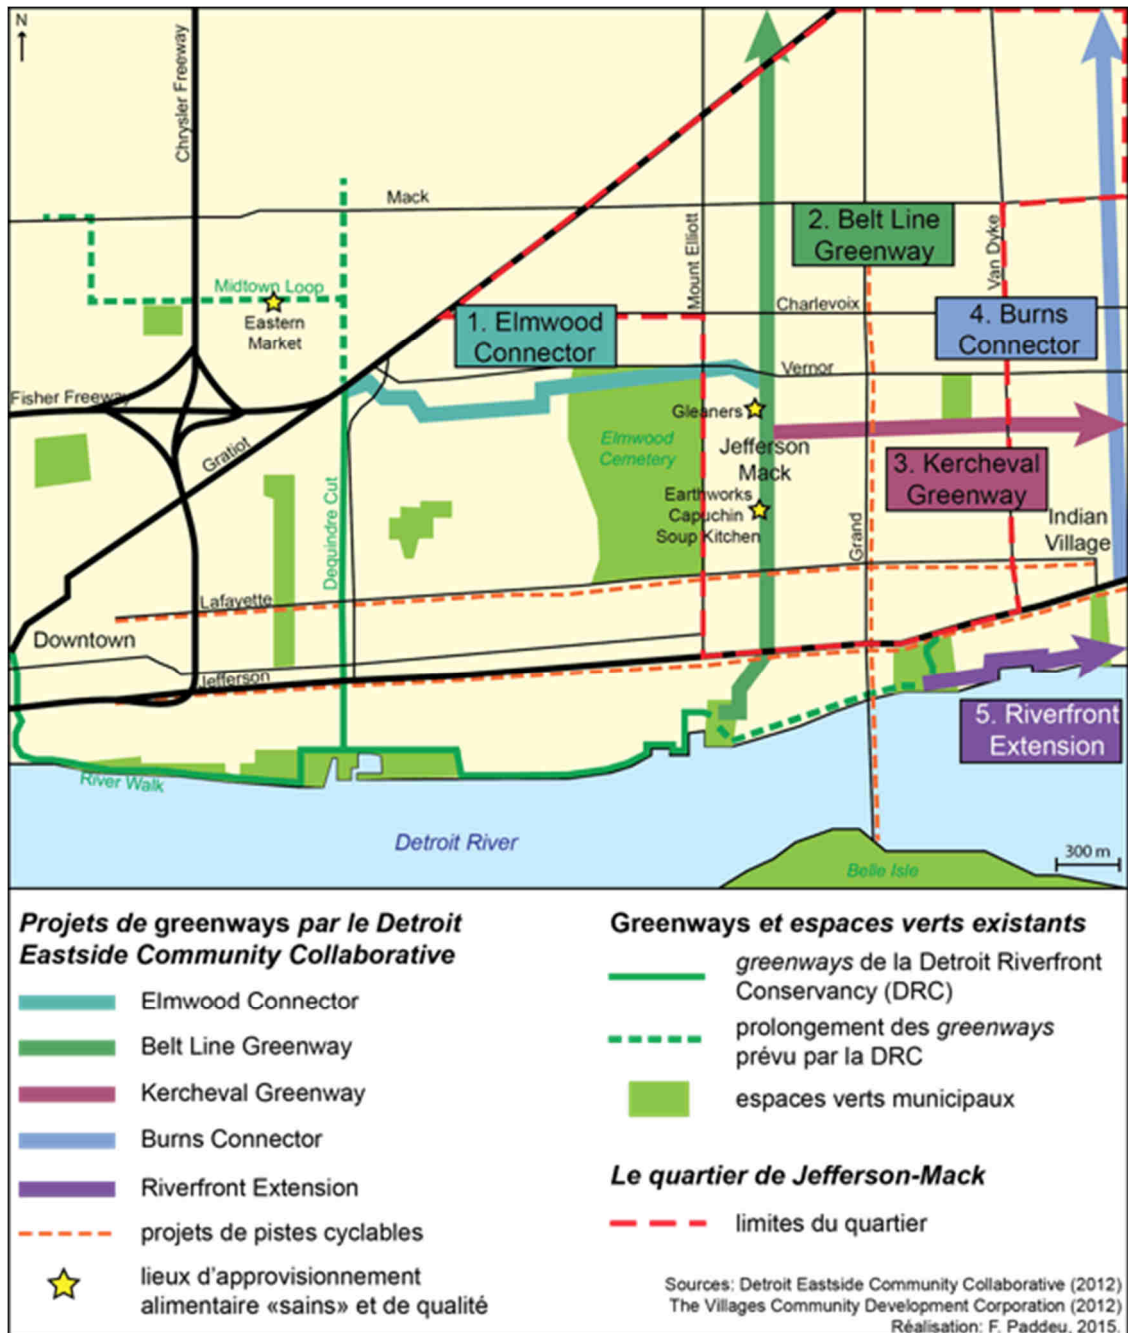 N
Chrysler Freeway
Mack
Mount Elliott
2. Belt Line
Greenway
Van Dyke
Midtown Loop
Eastern
Market
Charlevoix
1. Elmwood
Connector
4. Burns
Connector
Vernor
Fisher Freeway
Gratiot
Gleaners
Elmwood
Cemetery
Jefferson
Mack
3. Kercheval
Greenway
Dequindre Cut
Earthworks
Capuchin
Soup Kitchen
Grand
Indian
Village
Lafayette
Downtown
Jefferson
5. Riverfront
Extension
River Walk
Detroit River
300 m
Belle Isle
Projets de greenways par le Detroit
Eastside Community Collaborative
Elmwood Connector
Belt Line Greenway
Kercheval Greenway
Burns Connector
Riverfront Extension
projets de pistes cyclables
lieux d'approvisionnement
alimentaire «sains» et de qualité
Greenways et espaces verts existants
greenways de la Detroit Riverfront
Conservancy (DRC)
prolongement des greenways
prévu par la DRC
espaces verts municipaux
Le quartier de Jefferson-Mack
limites du quartier
Sources: Detroit Eastside Community Collaborative (2012)
The Villages Community Development Corporation (2012)
Réalisation: F. Paddeu, 2015.